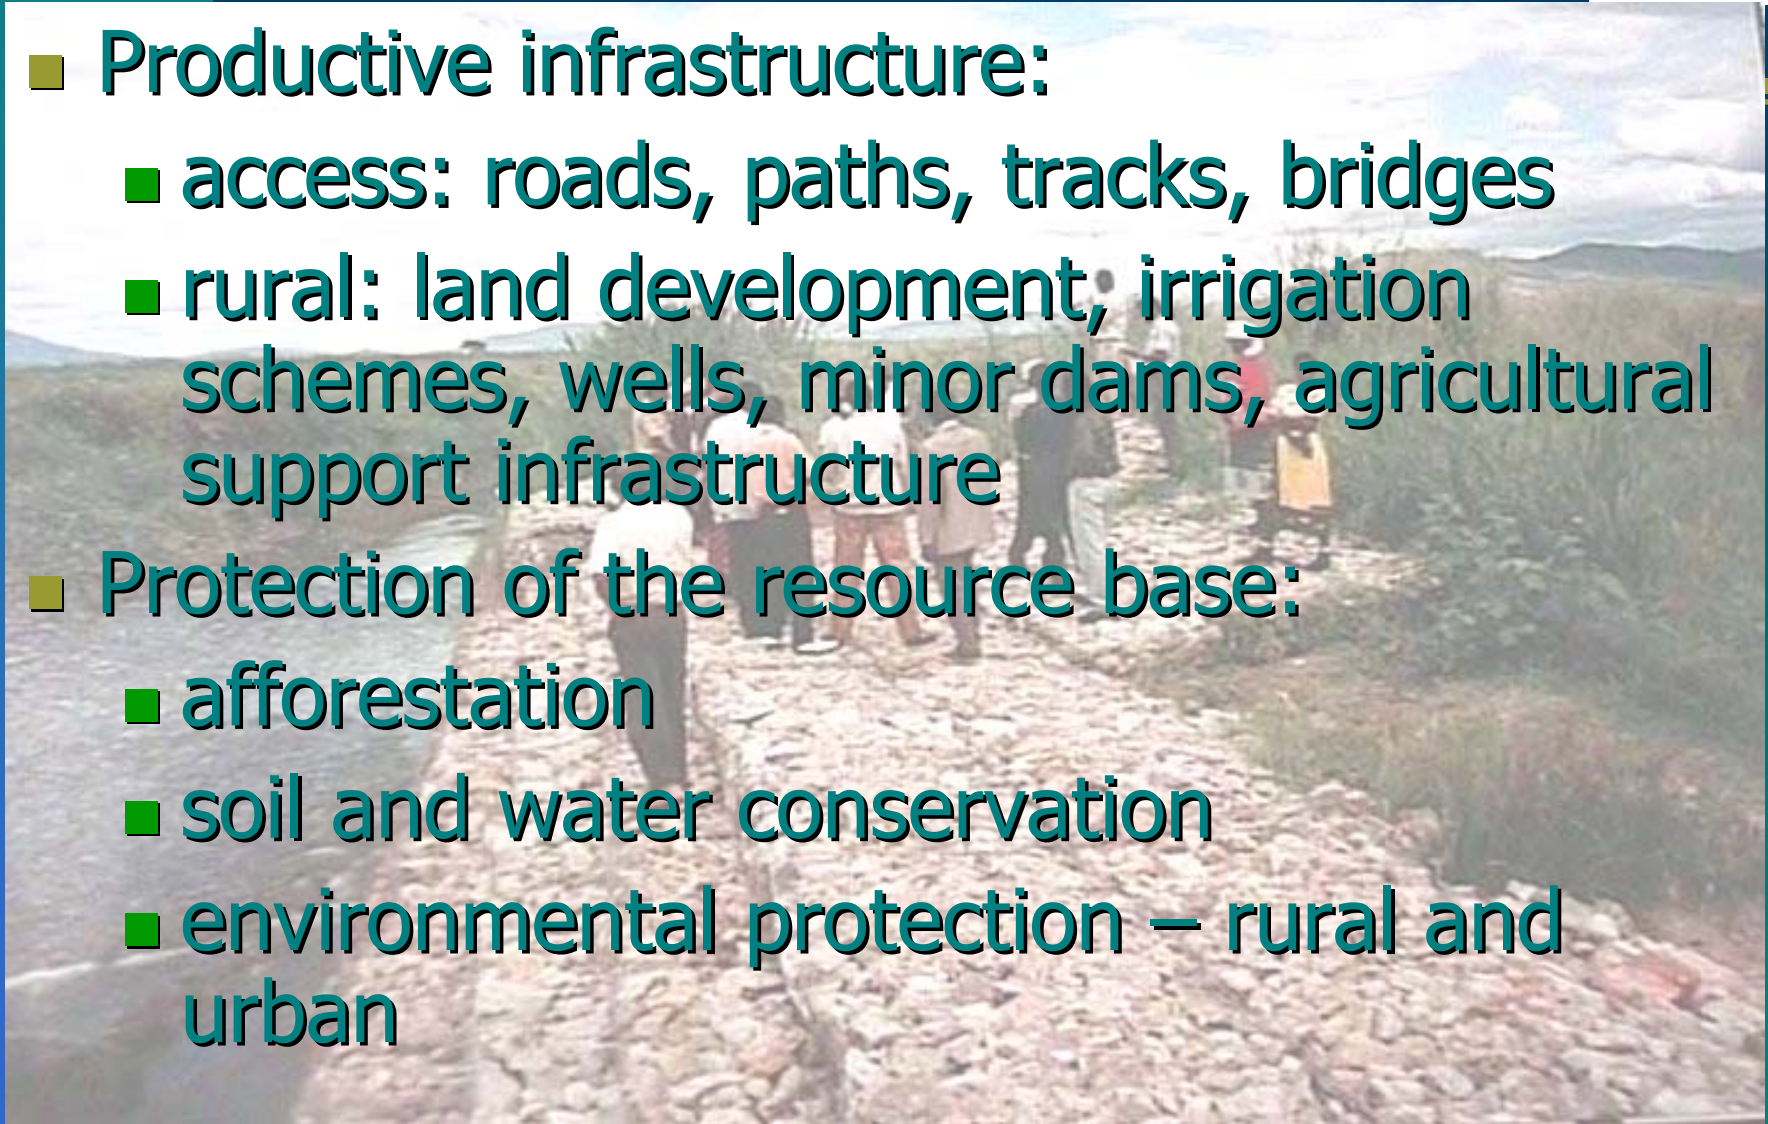 Productive infrastructure:
access: roads, paths, tracks, bridges
rural: land development, irrigation
schemes, wells, minor dams, agricultural
support infrastructure
Protection of the resource base:
afforestation
soil and water conservation
environmental protection – rural and
urban